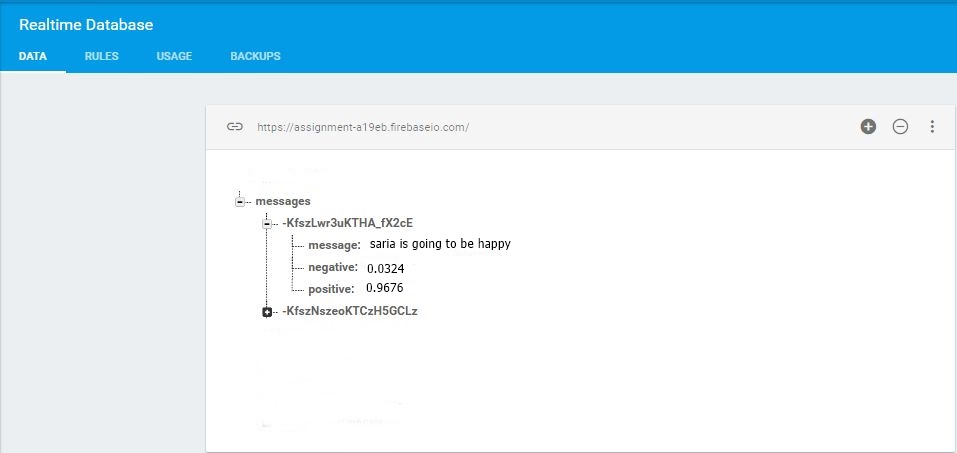 Realtime Database
DATA RULES USAGE BACKUPS
https://assignment-a19eb.firebaseio.com/
messages
-KfszLwr3uKTHA_fX2cE
message: saria is going to be happy
negative: 0.0324
positive: 0.9676
-KfszNszeoKTCzH5GCLz